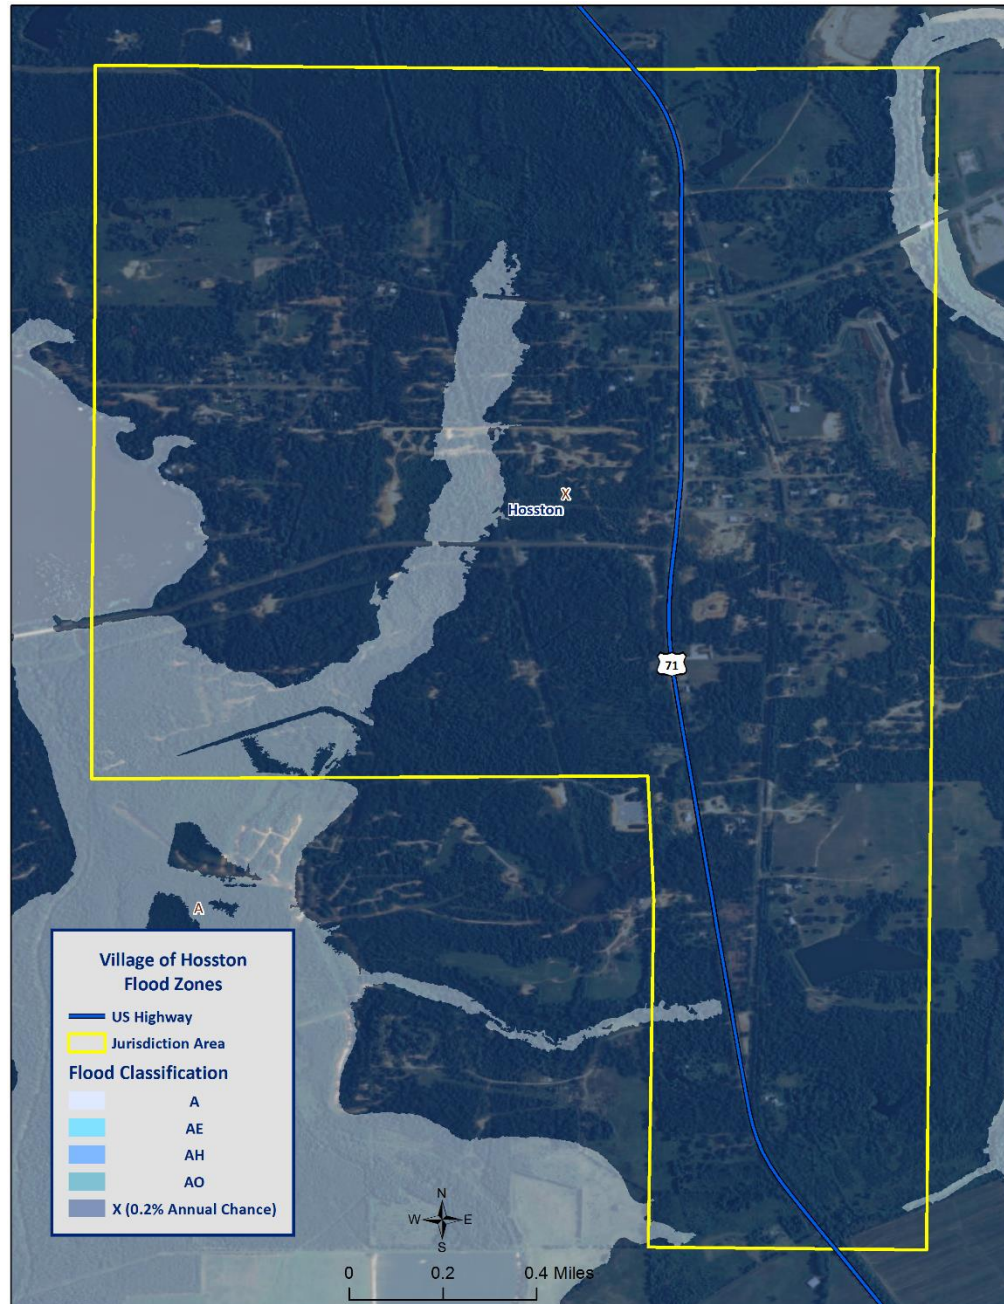 X
Hosston
71
A
Village of Hosston
Flood Zones
US Highway
Jurisdiction Area
Flood Classification
A
AE
AH
AO
X (0.2% Annual Chance)
N
W E
S
0 0.2 0.4 Miles